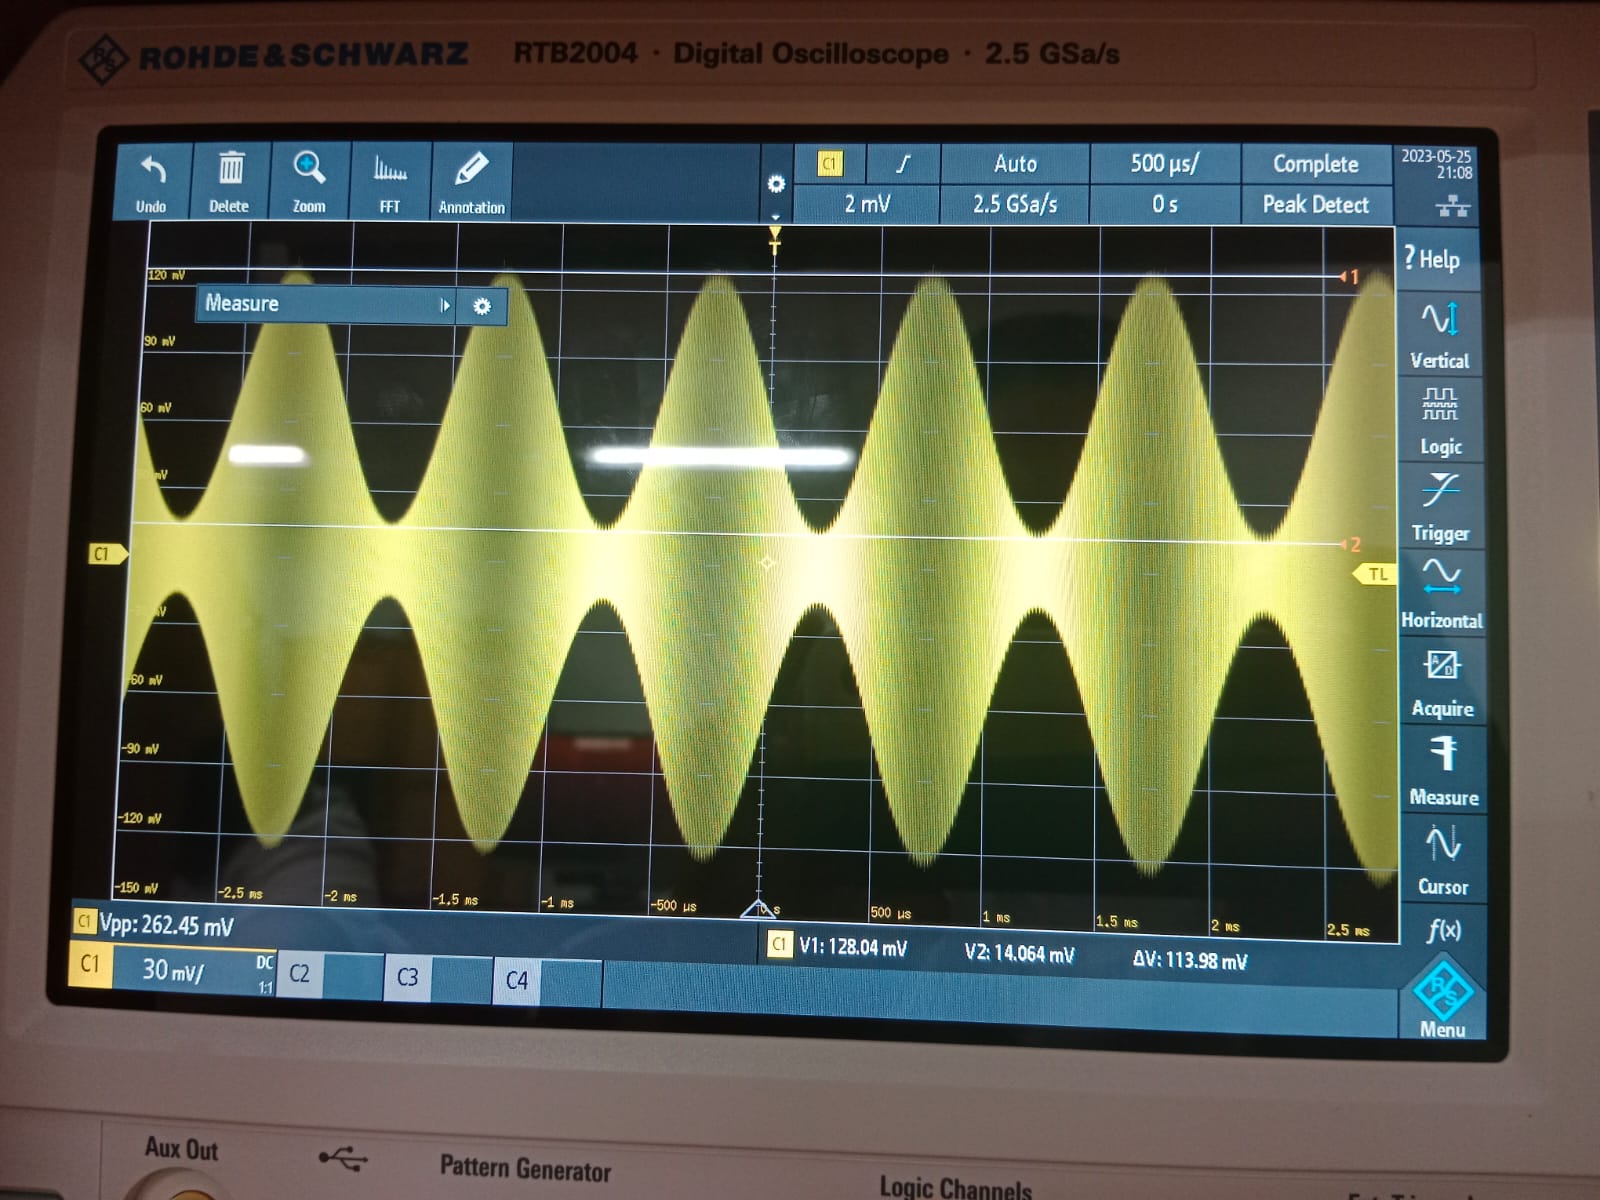 ROHDE&SCHWARZ RTB2004 · Digital Oscilloscope · 2.5 GSa/s
Undo Delete Zoom FFT Annotation
C1 Auto 500 µs/ Complete
2 mV 2.5 GSa/s 0 s Peak Detect
2023-05-25
21:08
T
? Help
120 mV
1
Measure
90 mV
60 mV
mV
Vertical
Logic
Trigger
C1
2
TL
Horizontal
-60 mV
Acquire
-90 mV
Measure
-120 mV
Cursor
-150 mV
-2.5 ms -2 ms -1.5 ms -1 ms -500 µs 0 s 500 µs 1 ms 1.5 ms 2 ms 2.5 ms
f(x)
C1 Vpp: 262.45 mV
C1 V1: 128.04 mV V2: 14.064 mV ΔV: 113.98 mV
C1 30 mV/ DC
1:1
C2 C3 C4
R S
Menu
Aux Out
Pattern Generator
Logic Channels